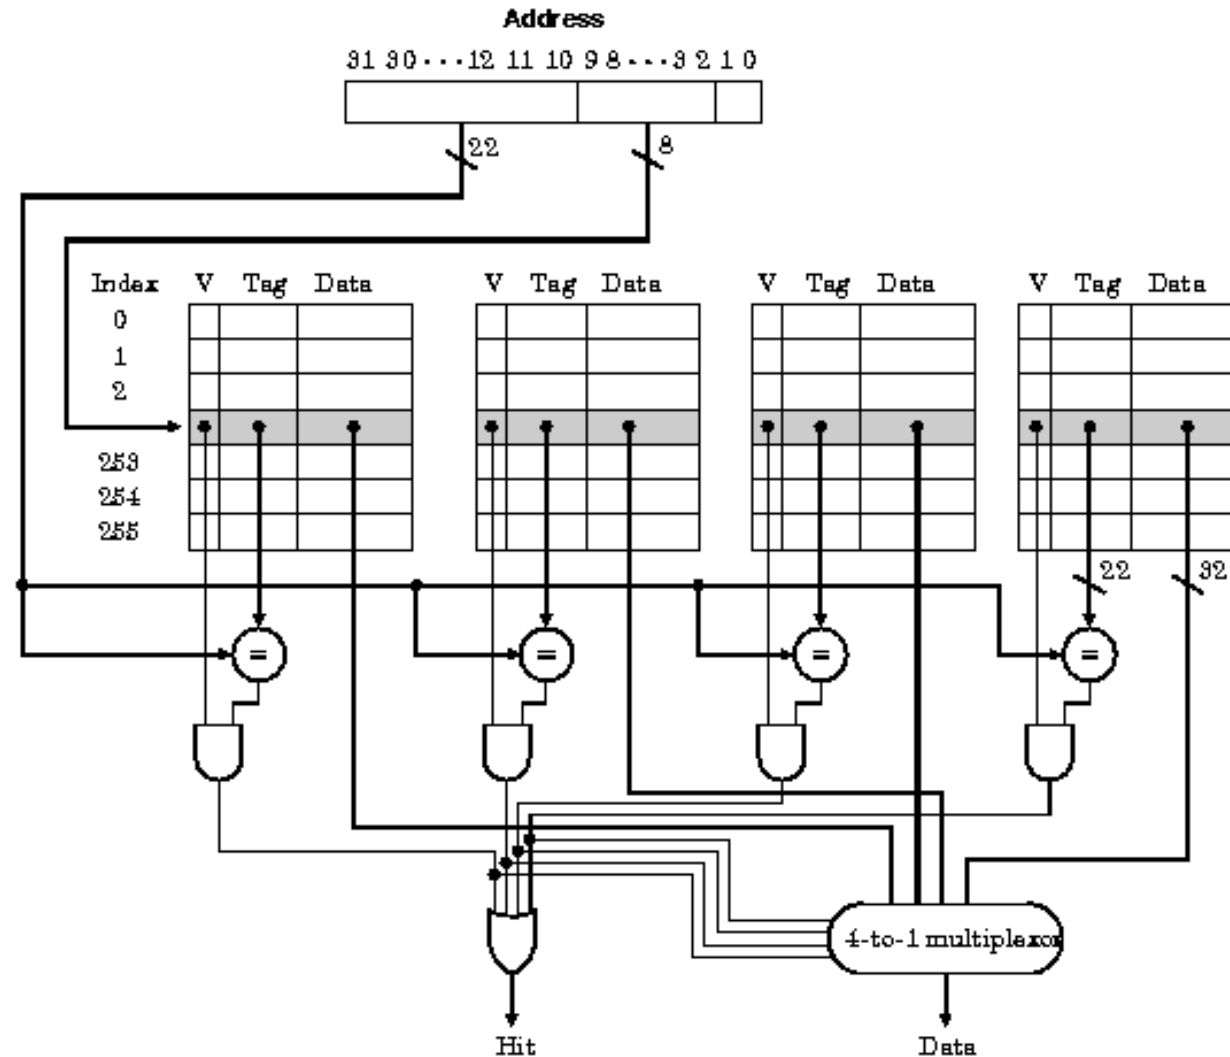 Address
31 30 · · · 12 11 10 9 8 · · · 3 2 1 0
22 8
Index V Tag Data V Tag Data V Tag Data V Tag Data
0
1
2
253
254
255
22 32
= = = =
4-to-1 multiplexor
Hit Data